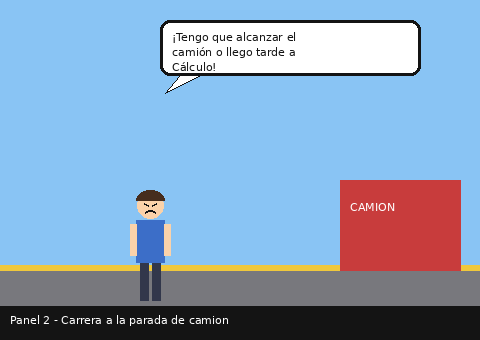 ¡Tengo que alcanzar el
camión o llego tarde a
Cálculo!
CAMION
Panel 2 - Carrera a la parada de camion